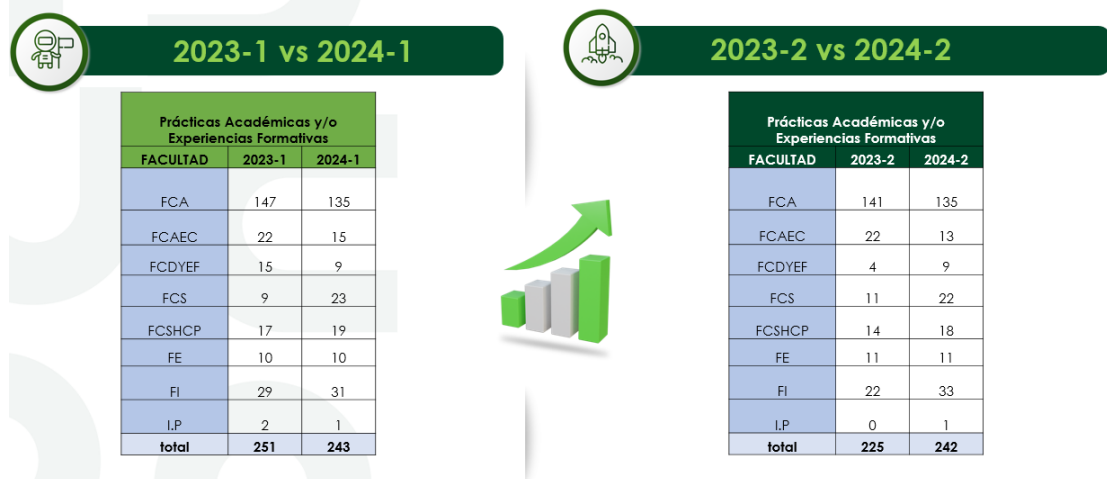 2023-1 vs 2024-1
Prácticas Académicas y/o
Experiencias Formativas
FACULTAD 2023-1 2024-1
FCA 147 135
FCAEC 22 15
FCDYEF 15 9
FCS 9 23
FCSHCP 17 19
FE 10 10
FI 29 31
I.P 2 1
total 251 243
2023-2 vs 2024-2
Prácticas Académicas y/o
Experiencias Formativas
FACULTAD 2023-2 2024-2
FCA 141 135
FCAEC 22 13
FCDYEF 4 9
FCS 11 22
FCSHCP 14 18
FE 11 11
FI 22 33
I.P 0 1
total 225 242